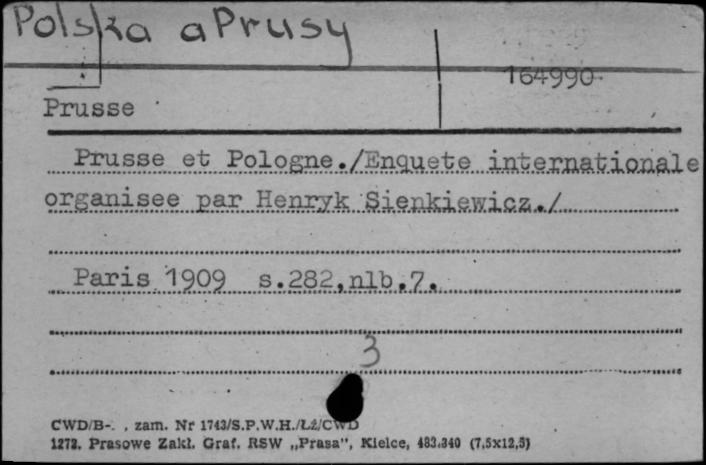 Polska a Prusy
164990.
Prusse
Prusse et Pologne./Enquete internationale
organisee par Henryk Sienkiewicz./
Paris 1909 s.282,nlb.7.
3
CWD/B-. , zam. Nr 1743/S.P.W.H./Łź/CWD
1272. Prasowe Zakł. Graf. RSW „Prasa”, Kielce, 483.340 (7,5x12,5)